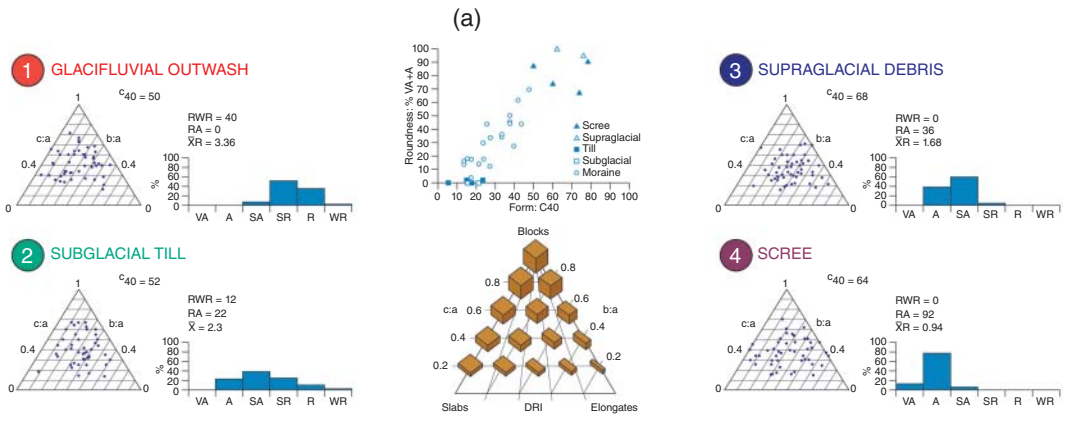 (a)
1 GLACIFLUVIAL OUTWASH
c40 = 50
1
c:a
b:a
0.4
0.4
0
0
RWR = 40
RA = 0
X̅R = 3.36
100
80
60
40
20
0
%
VA A SA SR R WR
2 SUBGLACIAL TILL
c40 = 52
1
c:a
b:a
0.4
0.4
0
0
RWR = 12
RA = 22
X̅ = 2.3
100
80
60
40
20
0
%
VA A SA SR R WR
Roundness: % VA+A
100
90
80
70
60
50
40
30
20
10
0
0 10 20 30 40 50 60 70 80 90 100
Form: C40
Scree
Supraglacial
Till
Subglacial
Moraine
Blocks
0.8
0.8
0.6
0.6
c:a
b:a
0.4
0.4
0.2
0.2
Slabs DRI Elongates
3 SUPRAGLACIAL DEBRIS
c40 = 68
1
c:a
b:a
0.4
0.4
0
0
RWR = 0
RA = 36
X̅R = 1.68
100
80
60
40
20
0
%
VA A SA SR R WR
4 SCREE
c40 = 64
1
c:a
b:a
0.4
0.4
0
0
RWR = 0
RA = 92
X̅R = 0.94
100
80
60
40
20
0
%
VA A SA SR R WR